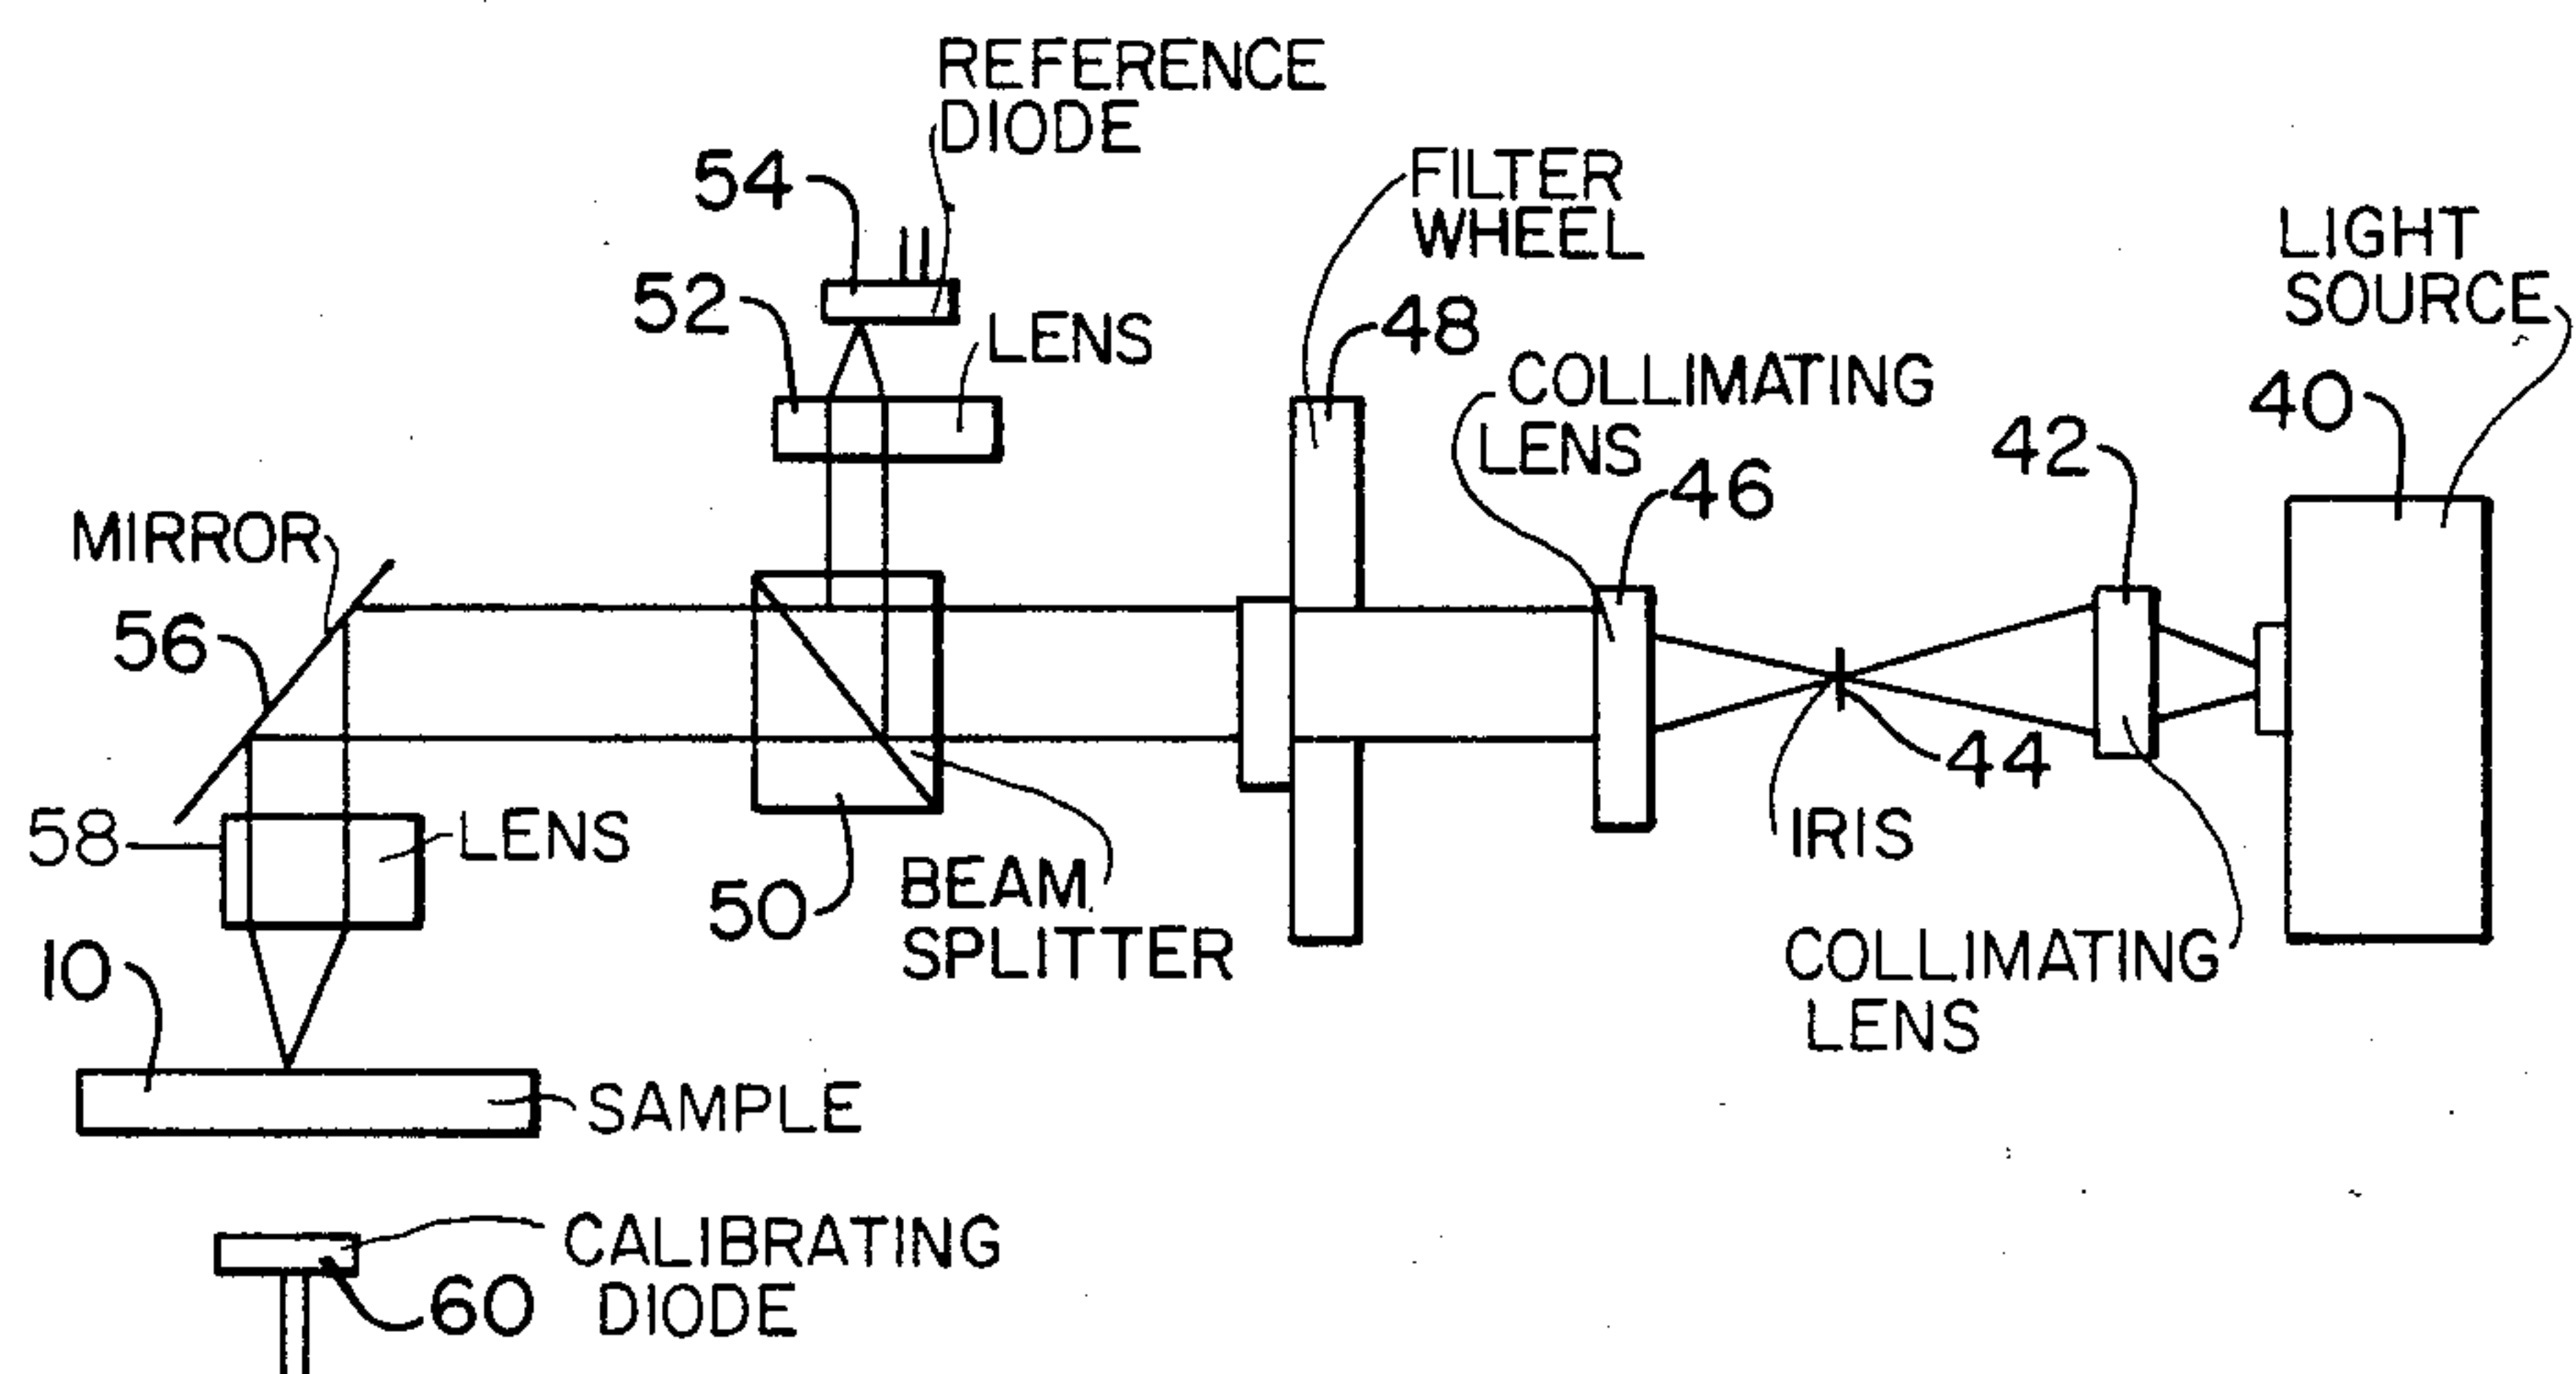 REFERENCE
DIODE
54
FILTER
WHEEL
LIGHT
SOURCE
52
LENS
48
COLLIMATING
LENS
40
42
46
MIRROR
56
44
IRIS
58
LENS
50
BEAM
SPLITTER
COLLIMATING
LENS
10
SAMPLE
CALIBRATING
DIODE
60